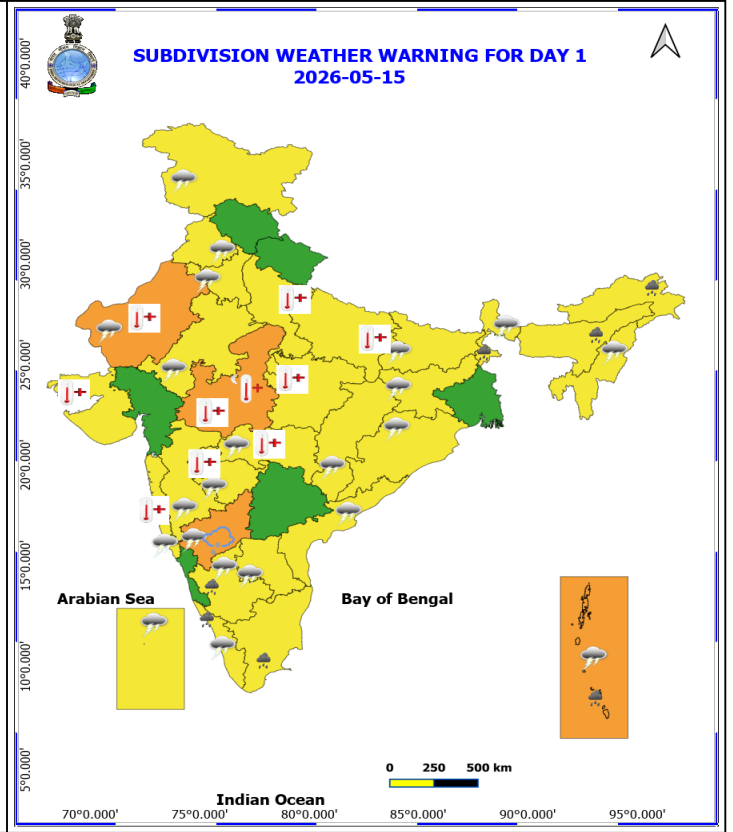 SUBDIVISION WEATHER WARNING FOR DAY 1
2026-05-15
40°0.000'
35°0.000'
30°0.000'
25°0.000'
20°0.000'
15°0.000'
10°0.000'
5°0.000'
Arabian Sea
Bay of Bengal
0 250 500 km
Indian Ocean
70°0.000' 75°0.000' 80°0.000' 85°0.000' 90°0.000' 95°0.000'